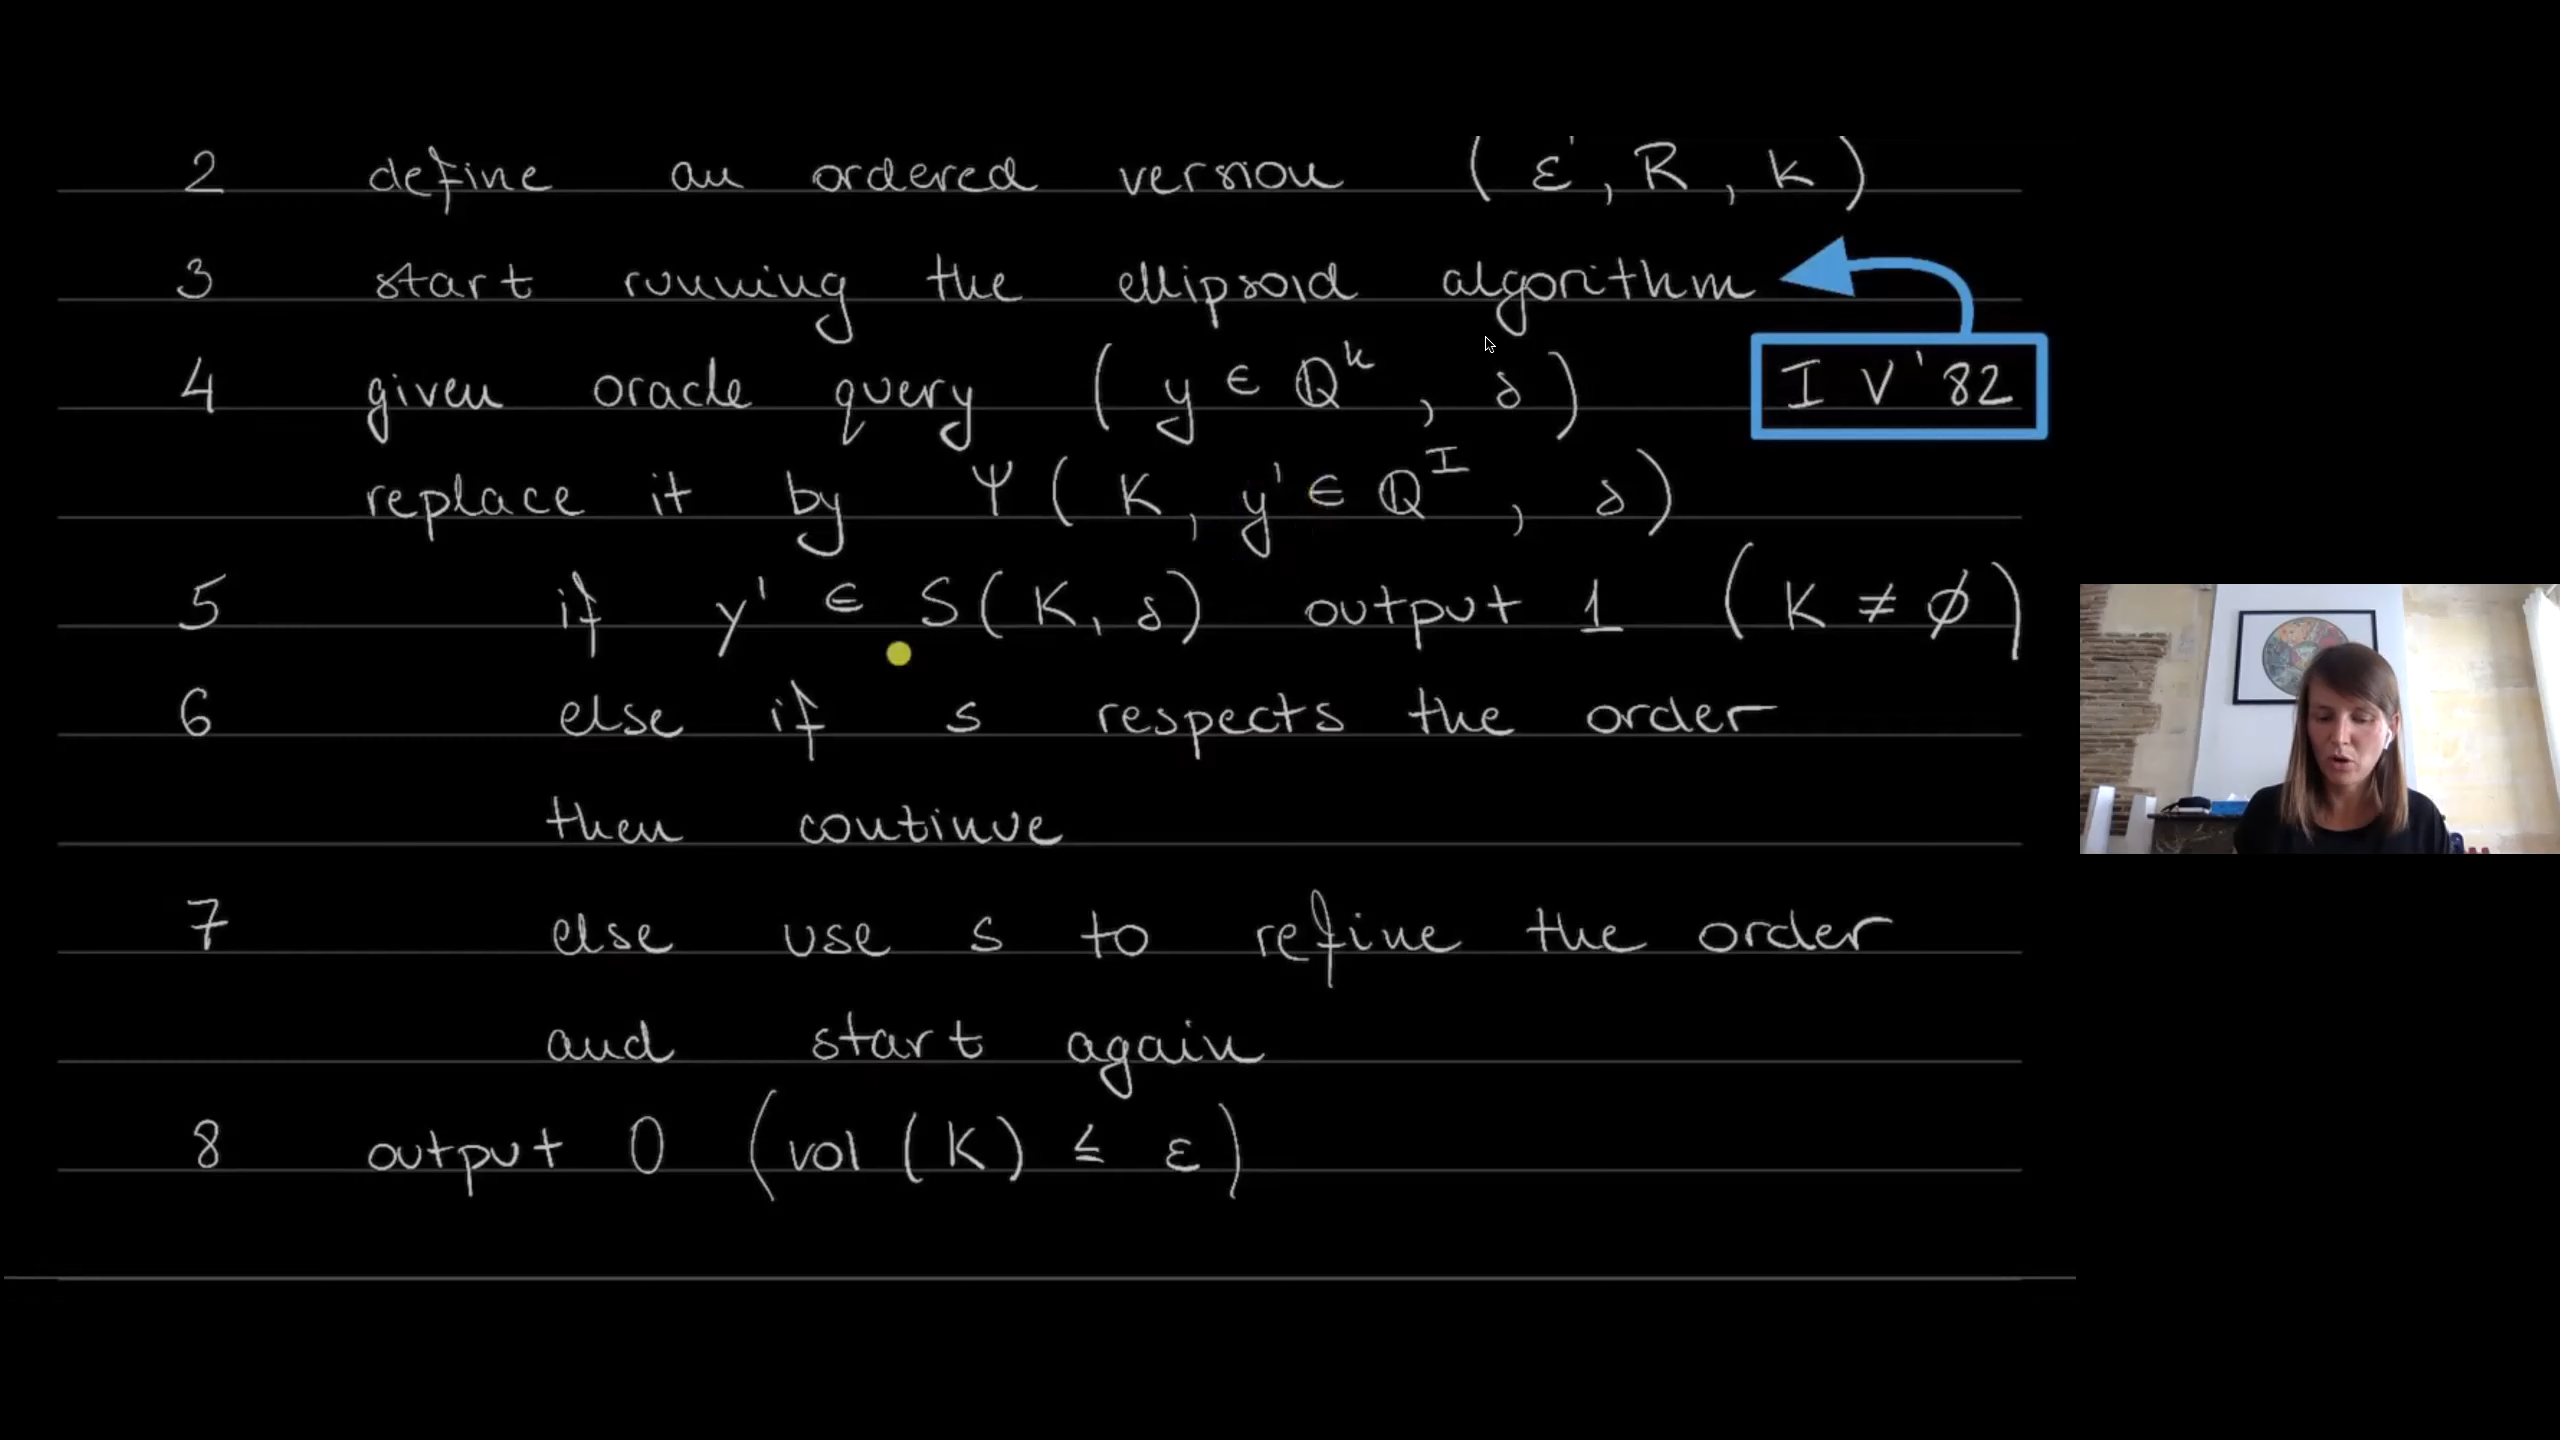 2 define an ordered version ( ε', R, k )
3 start running the ellipsoid algorithm
4 given oracle query ( y ∈ ℚᵏ , δ )
I V '82
replace it by Ψ ( K, y' ∈ ℚᴵ , δ )
5 if y' ∈ S(K, δ) output 1 ( K ≠ ∅ )
6 else if s respects the order
then continue
7 else use s to refine the order
and start again
8 output 0 ( vol (K) ≤ ε )